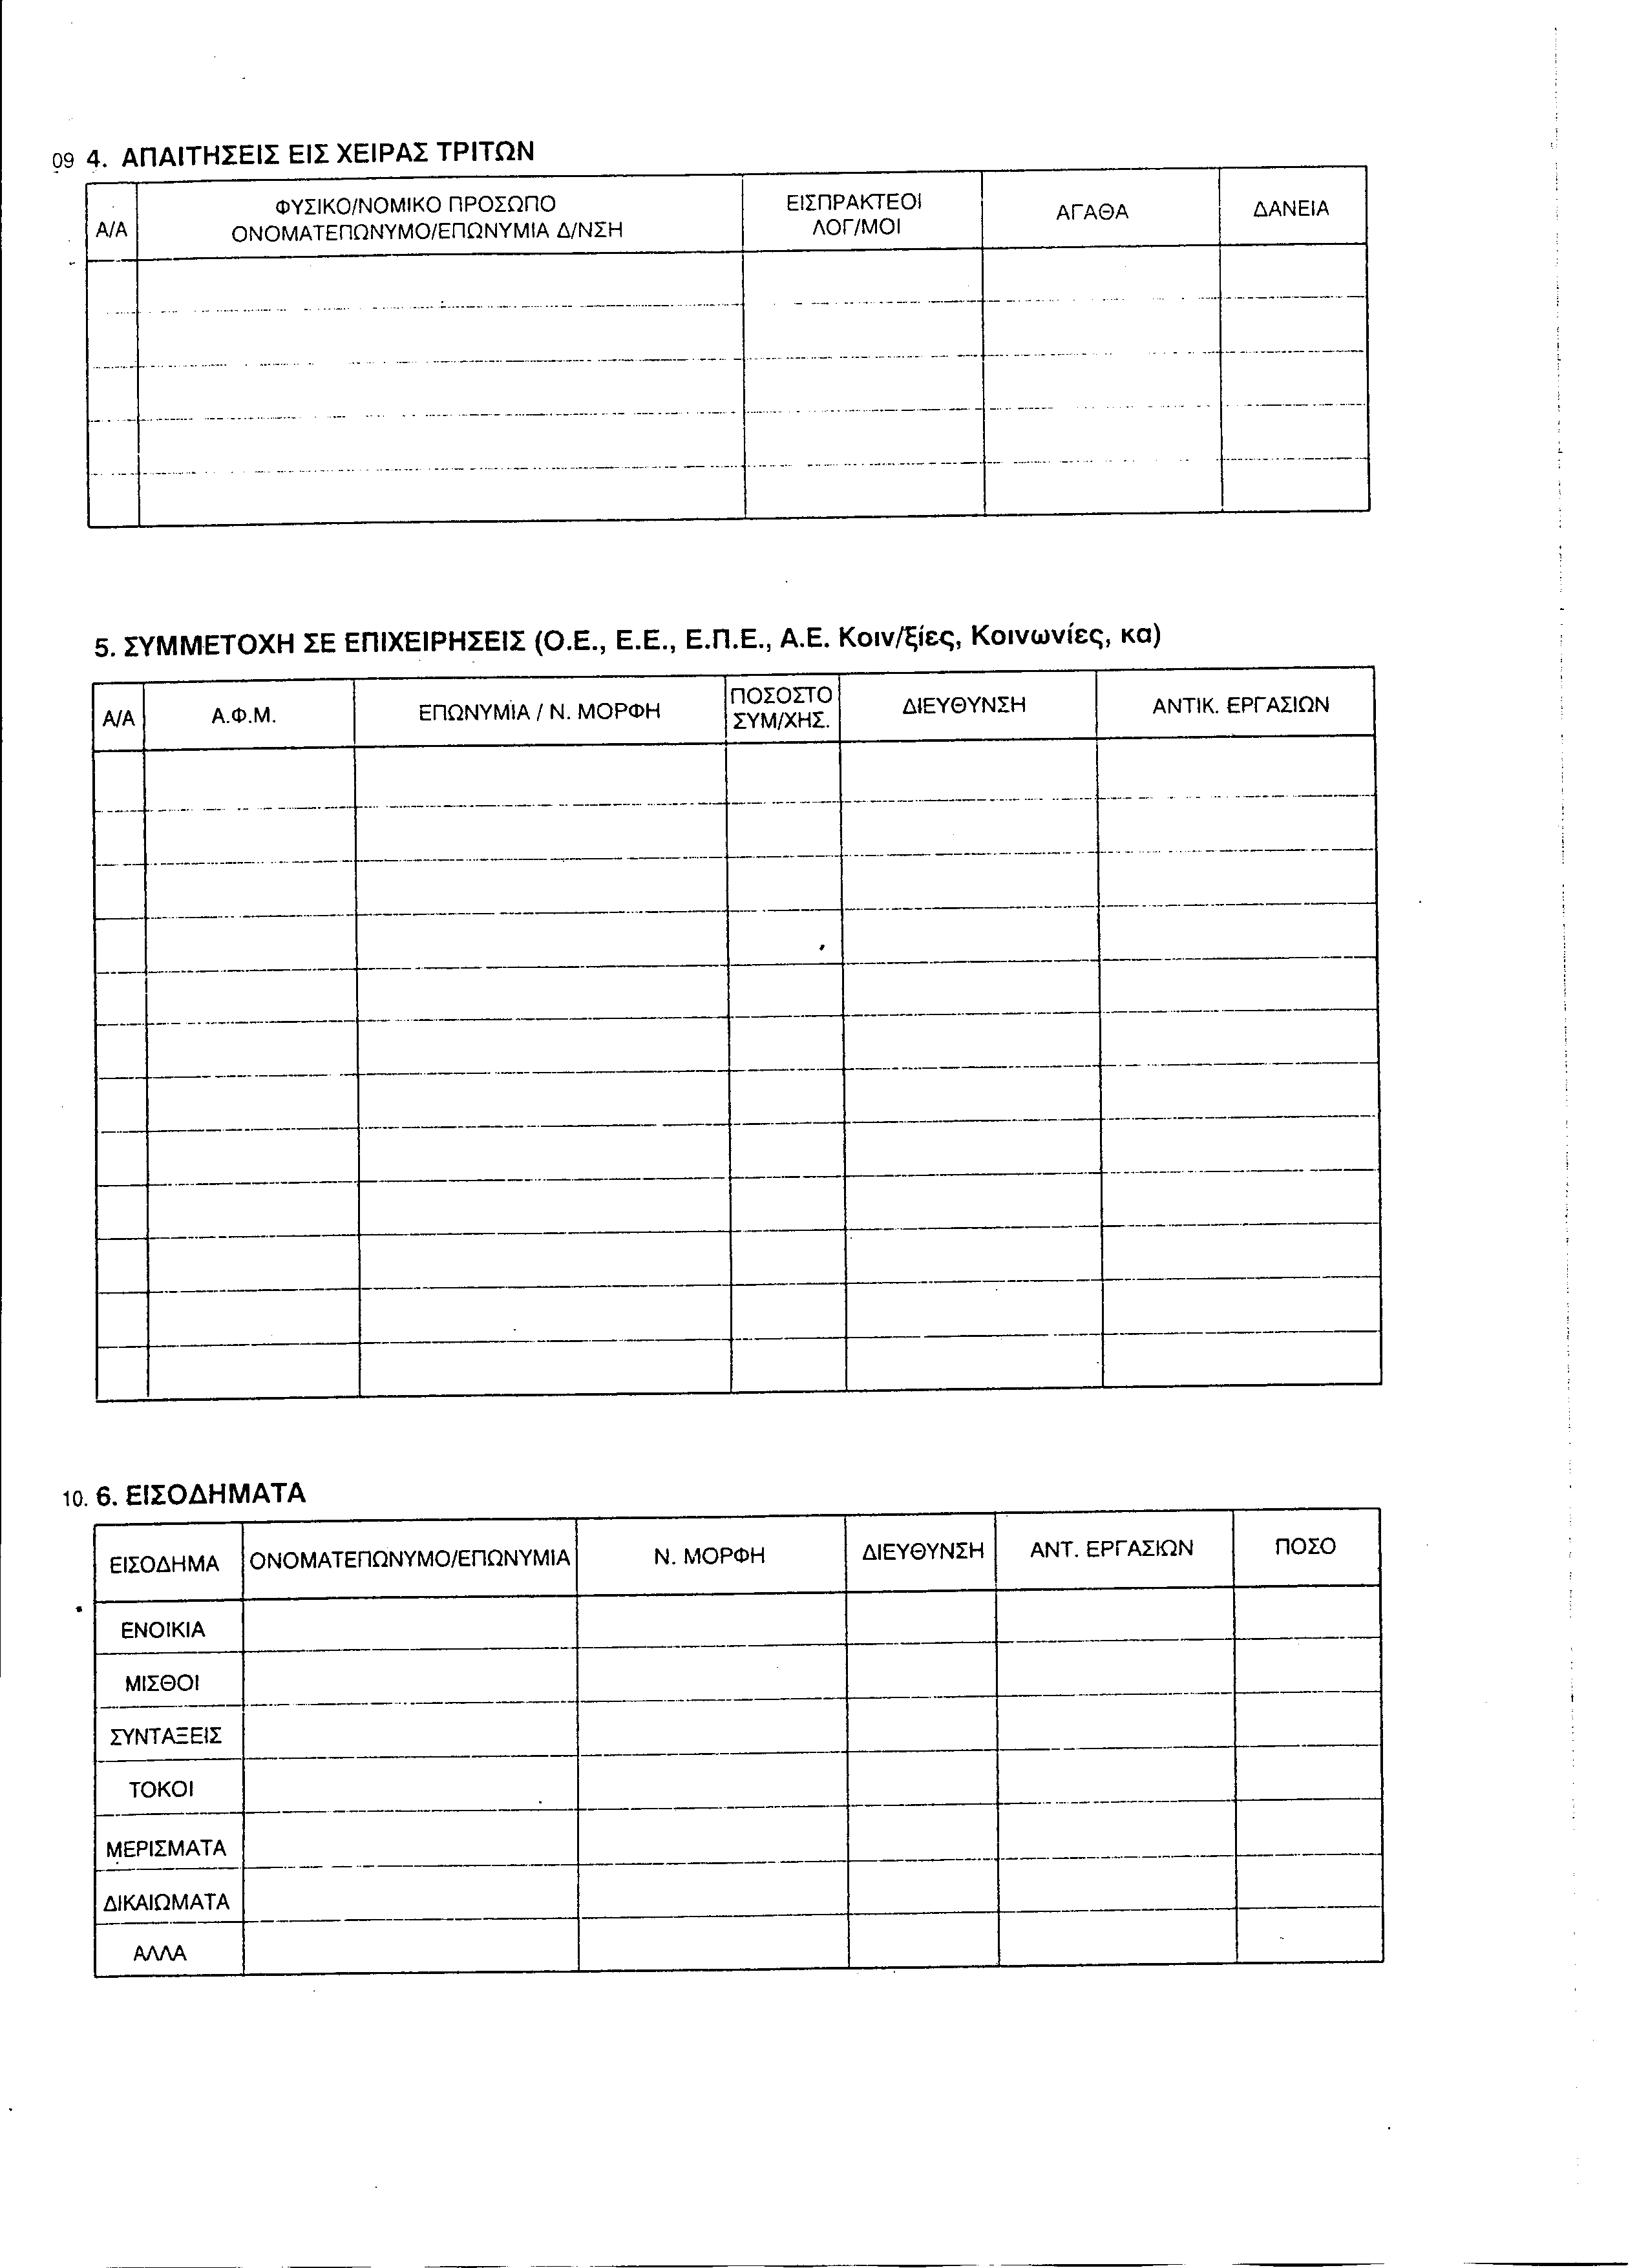 09 4. ΑΠΑΙΤΗΣΕΙΣ ΕΙΣ ΧΕΙΡΑΣ ΤΡΙΤΩΝ
Α/Α
ΦΥΣΙΚΟ/ΝΟΜΙΚΟ ΠΡΟΣΩΠΟ
ΟΝΟΜΑΤΕΠΩΝΥΜΟ/ΕΠΩΝΥΜΙΑ Δ/ΝΣΗ
ΕΙΣΠΡΑΚΤΕΟΙ
ΛΟΓ/ΜΟΙ
ΑΓΑΘΑ
ΔΑΝΕΙΑ
5. ΣΥΜΜΕΤΟΧΗ ΣΕ ΕΠΙΧΕΙΡΗΣΕΙΣ (Ο.Ε., Ε.Ε., Ε.Π.Ε., Α.Ε. Κοιν/ξίες, Κοινωνίες, κα)
Α/Α
Α.Φ.Μ.
ΕΠΩΝΥΜΙΑ / Ν. ΜΟΡΦΗ
ΠΟΣΟΣΤΟ
ΣΥΜ/ΧΗΣ.
ΔΙΕΥΘΥΝΣΗ
ΑΝΤΙΚ. ΕΡΓΑΣΙΩΝ
10. 6. ΕΙΣΟΔΗΜΑΤΑ
ΕΙΣΟΔΗΜΑ
ΟΝΟΜΑΤΕΠΩΝΥΜΟ/ΕΠΩΝΥΜΙΑ
Ν. ΜΟΡΦΗ
ΔΙΕΥΘΥΝΣΗ
ΑΝΤ. ΕΡΓΑΣΙΩΝ
ΠΟΣΟ
ΕΝΟΙΚΙΑ
ΜΙΣΘΟΙ
ΣΥΝΤΑΞΕΙΣ
ΤΟΚΟΙ
ΜΕΡΙΣΜΑΤΑ
ΔΙΚΑΙΩΜΑΤΑ
ΑΛΛΑ